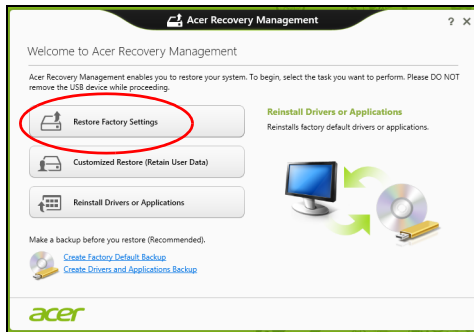 Acer Recovery Management
? X
Welcome to Acer Recovery Management
Acer Recovery Management enables you to restore your system. To begin, select the task you want to perform. Please DO NOT
remove the USB device while proceeding.
Restore Factory Settings
Customized Restore (Retain User Data)
Reinstall Drivers or Applications
Reinstall Drivers or Applications
Reinstalls factory default drivers or applications.
Make a backup before you restore (Recommended).
Create Factory Default Backup
Create Drivers and Applications Backup
acer